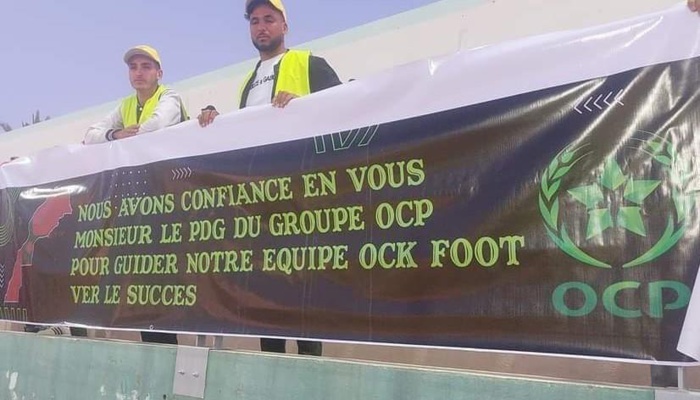 NOUS AVONS CONFIANCE EN VOUS
MONSIEUR LE PDG DU GROUPE OCP
POUR GUIDER NOTRE EQUIPE OCK FOOT
VER LE SUCCES
OCP